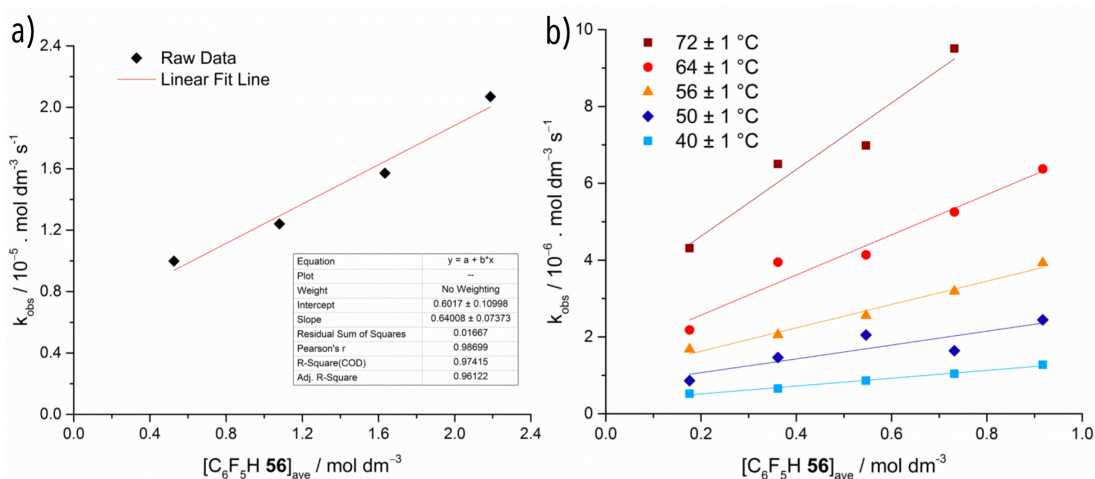 a)
2.4
2.0
1.6
1.2
0.8
0.4
0.0
k_obs / 10⁻⁵ . mol dm⁻³ s⁻¹
Raw Data
Linear Fit Line
Equation y = a + b*x
Plot --
Weight No Weighting
Intercept 0.6017 ± 0.10998
Slope 0.64008 ± 0.07373
Residual Sum of Squares 0.01667
Pearson's r 0.98699
R-Square(COD) 0.97415
Adj. R-Square 0.96122
0.0 0.4 0.8 1.2 1.6 2.0 2.4
[C₆F₅H 56]ave / mol dm⁻³
b)
10
8
6
4
2
0
k_obs / 10⁻⁶ . mol dm⁻³ s⁻¹
72 ± 1 °C
64 ± 1 °C
56 ± 1 °C
50 ± 1 °C
40 ± 1 °C
0.0 0.2 0.4 0.6 0.8 1.0
[C₆F₅H 56]ave / mol dm⁻³